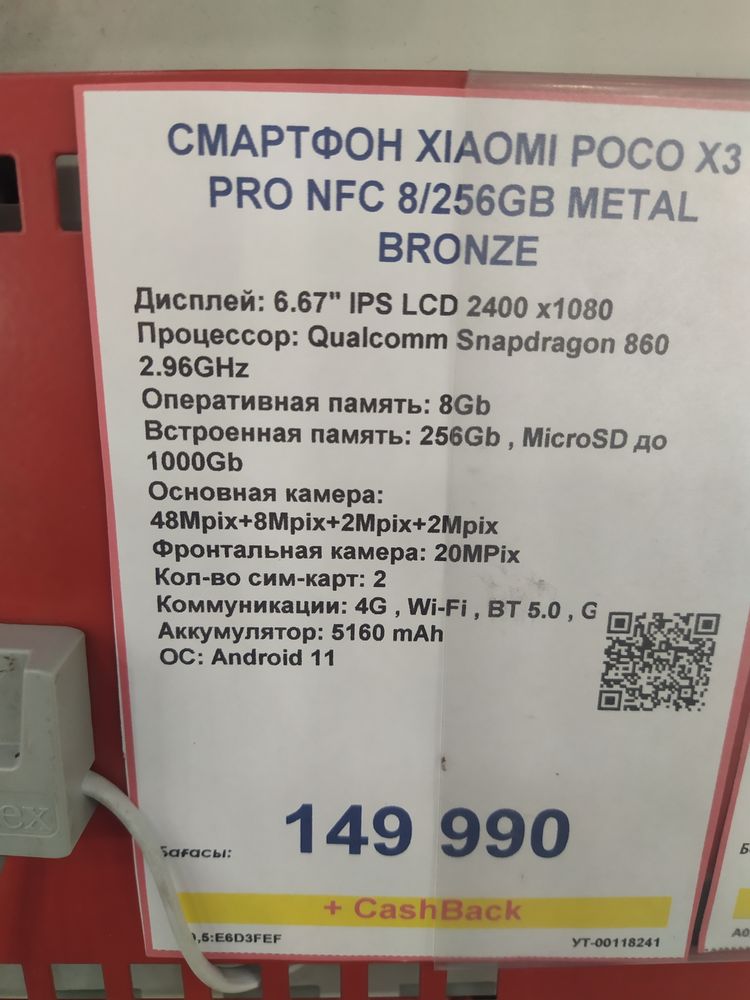 СМАРТФОН XIAOMI POCO X3
PRO NFC 8/256GB METAL
BRONZE
Дисплей: 6.67" IPS LCD 2400 x1080
Процессор: Qualcomm Snapdragon 860
2.96GHz
Оперативная память: 8Gb
Встроенная память: 256Gb , MicroSD до
1000Gb
Основная камера:
48Mpix+8Mpix+2Mpix+2Mpix
Фронтальная камера: 20MPix
Кол-во сим-карт: 2
Коммуникации: 4G , Wi-Fi , BT 5.0 , G
Аккумулятор: 5160 mAh
ОС: Android 11
149 990
Бағасы:
+ CashBack
,5:E6D3FEF
УТ-00118241
ex